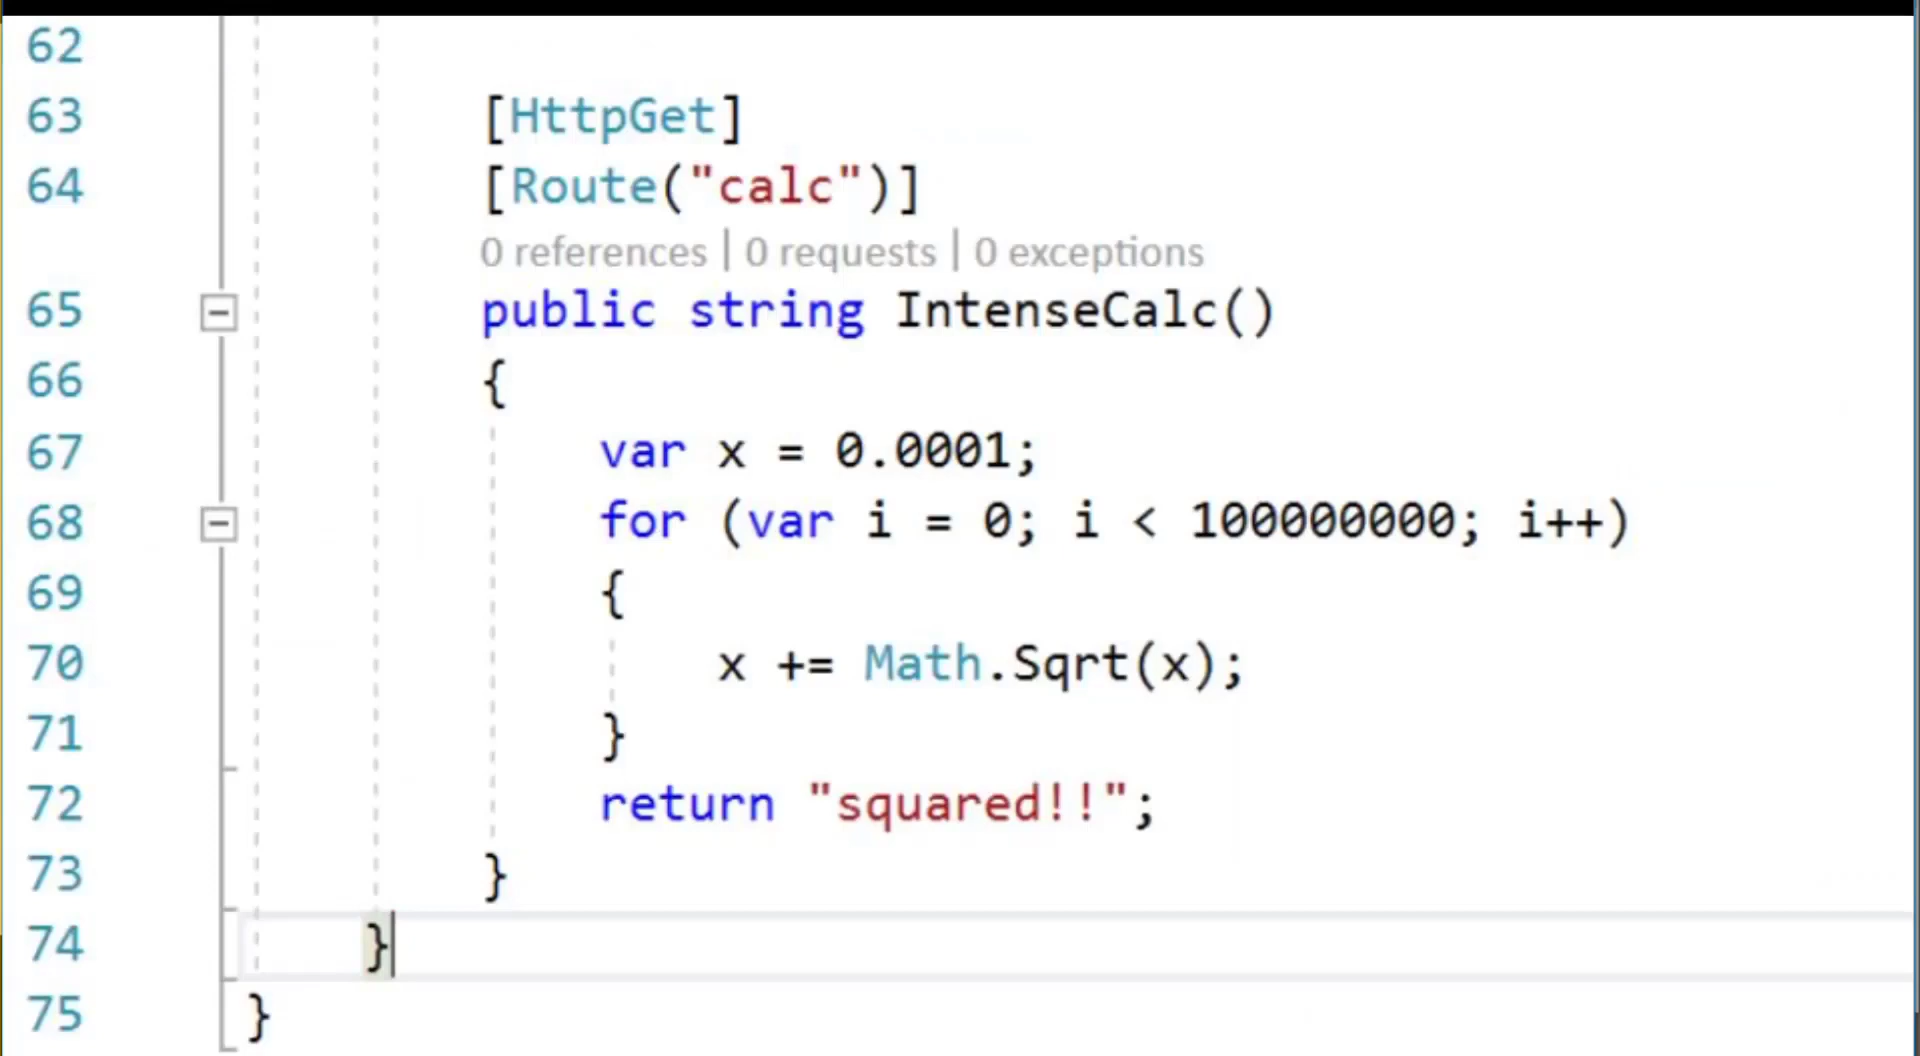 62
63 [HttpGet]
64 [Route("calc")]
0 references | 0 requests | 0 exceptions
65 public string IntenseCalc()
66 {
67 var x = 0.0001;
68 for (var i = 0; i < 100000000; i++)
69 {
70 x += Math.Sqrt(x);
71 }
72 return "squared!!";
73 }
74 }
75 }